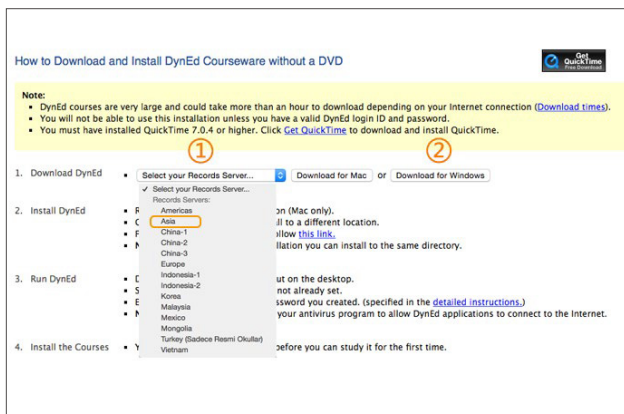 How to Download and Install DynEd Courseware without a DVD
Get
QuickTime
Free Download
Note:
▪ DynEd courses are very large and could take more than an hour to download depending on your Internet connection (Download times).
▪ You will not be able to use this installation unless you have a valid DynEd login ID and password.
▪ You must have installed QuickTime 7.0.4 or higher. Click Get QuickTime to download and install QuickTime.
① ②
1. Download DynEd ▪ Select your Records Server... Download for Mac or Download for Windows
✓ Select your Records Server...
Records Servers:
Americas
Asia
China-1
China-2
China-3
Europe
Indonesia-1
Indonesia-2
Korea
Malaysia
Mexico
Mongolia
Turkey (Sadece Resmi Okullar)
Vietnam
2. Install DynEd ▪ on (Mac only).
▪ ll to a different location.
▪ ollow this link.
▪ llation you can install to the same directory.
3. Run DynEd ▪ ut on the desktop.
▪ not already set.
▪ ssword you created. (specified in the detailed instructions.)
▪ your antivirus program to allow DynEd applications to connect to the Internet.
4. Install the Courses ▪ Y before you can study it for the first time.